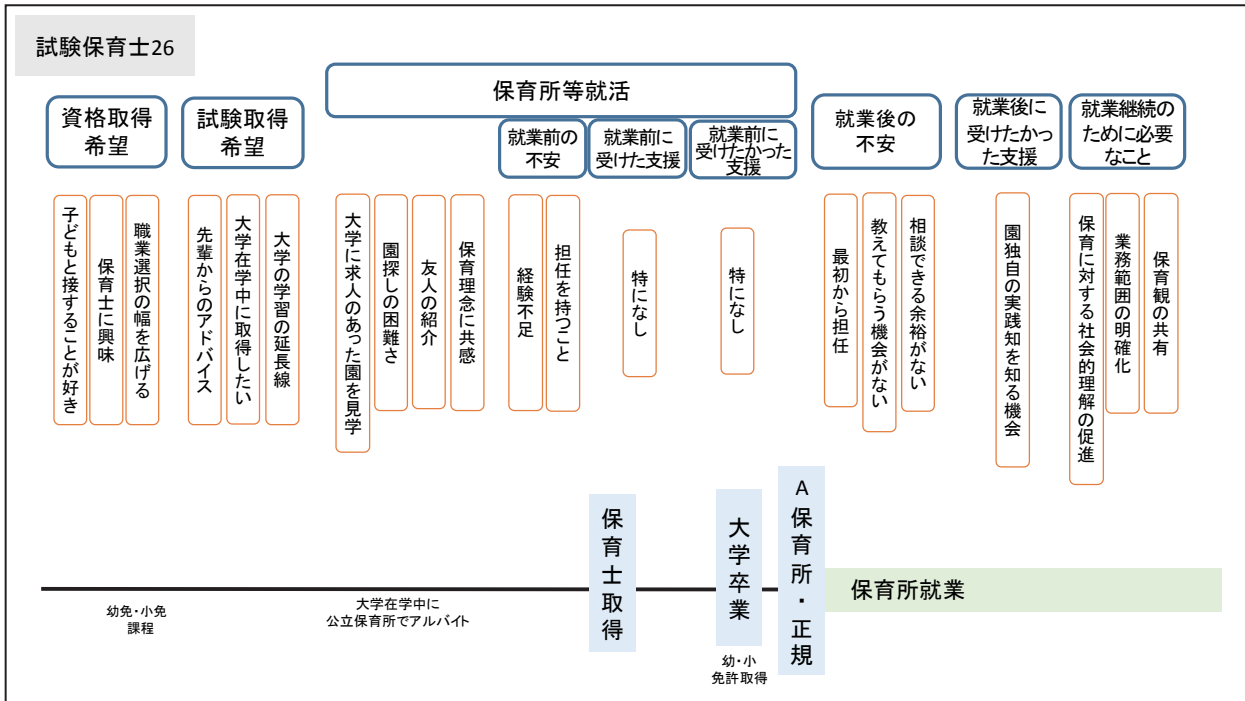 試験保育士26
保育所等就活
資格取得
希望
試験取得
希望
就業前の
不安
就業前に
受けた支援
就業前に
受けたかった
支援
就業後の
不安
就業後に
受けたかっ
た支援
就業継続の
ために必要
なこと
子どもと接することが好き
保育士に興味
職業選択の幅を広げる
先輩からのアドバイス
大学在学中に取得したい
大学の学習の延長線
大学に求人のあった園を見学
園探しの困難さ
友人の紹介
保育理念に共感
経験不足
担任を持つこと
特になし
特になし
最初から担任
教えてもらう機会がない
相談できる余裕がない
園独自の実践知を知る機会
保育に対する社会的理解の促進
業務範囲の明確化
保育観の共有
保育士取得
大学卒業
A保育所・正規
保育所就業
幼免・小免
課程
大学在学中に
公立保育所でアルバイト
幼・小
免許取得